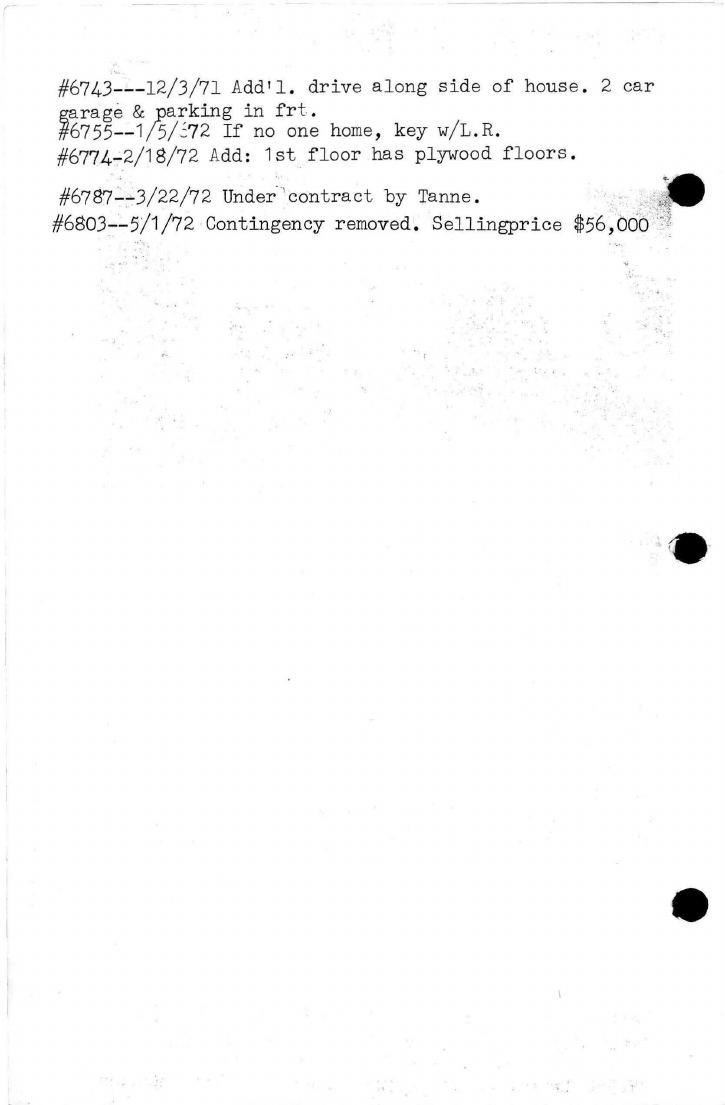 #6743---12/3/71 Add'l. drive along side of house. 2 car
garage & parking in frt.
#6755--1/5/72 If no one home, key w/L.R.
#6774-2/18/72 Add: 1st floor has plywood floors.
#6787--3/22/72 Under contract by Tanne.
#6803--5/1/72 Contingency removed. Sellingprice $56,000